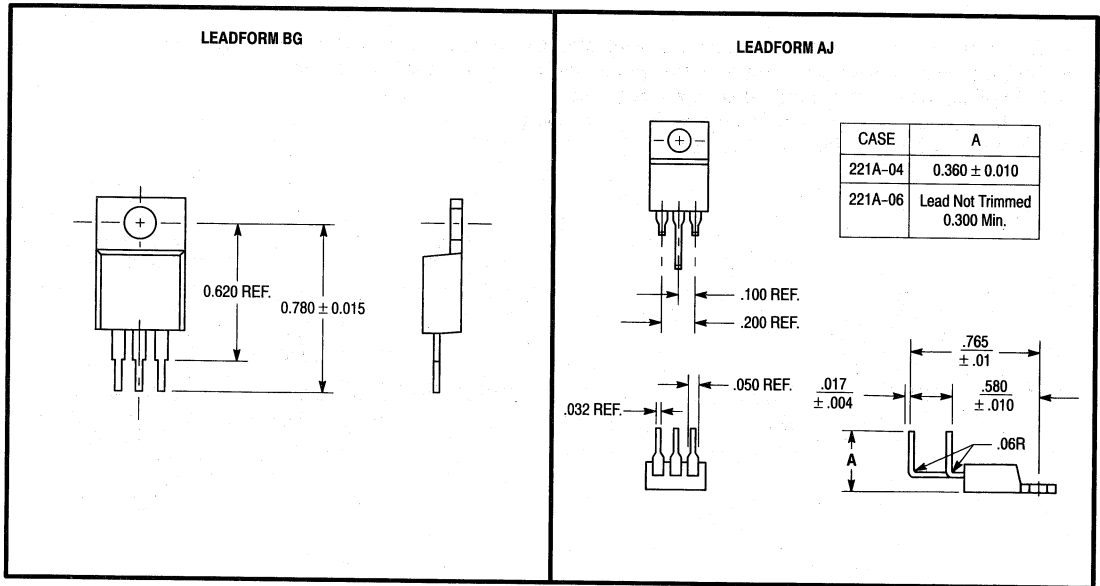 LEADFORM BG
0.620 REF.
0.780 ± 0.015
LEADFORM AJ
CASE A
221A–04 0.360 ± 0.010
221A–06 Lead Not Trimmed
0.300 Min.
.100 REF.
.200 REF.
.032 REF.
.050 REF.
.765
± .01
.017
± .004
.580
± .010
.06R
A